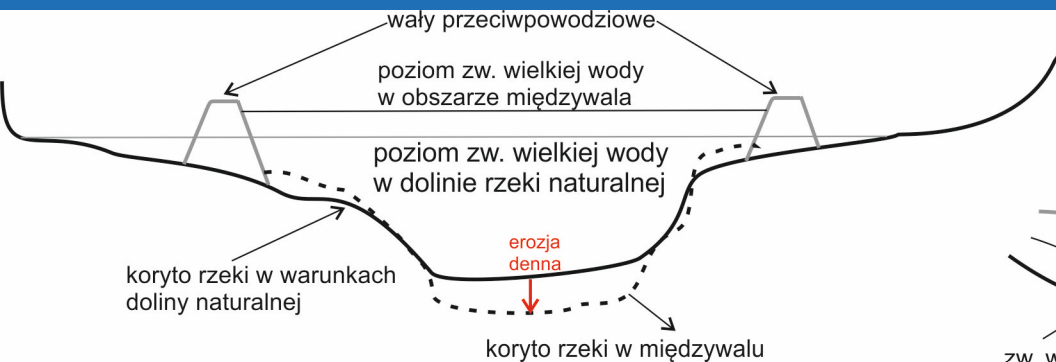 wały przeciwpowodziowe
poziom zw. wielkiej wody
w obszarze międzywala
poziom zw. wielkiej wody
w dolinie rzeki naturalnej
erozja
denna
koryto rzeki w warunkach
doliny naturalnej
koryto rzeki w międzywalu
zw.